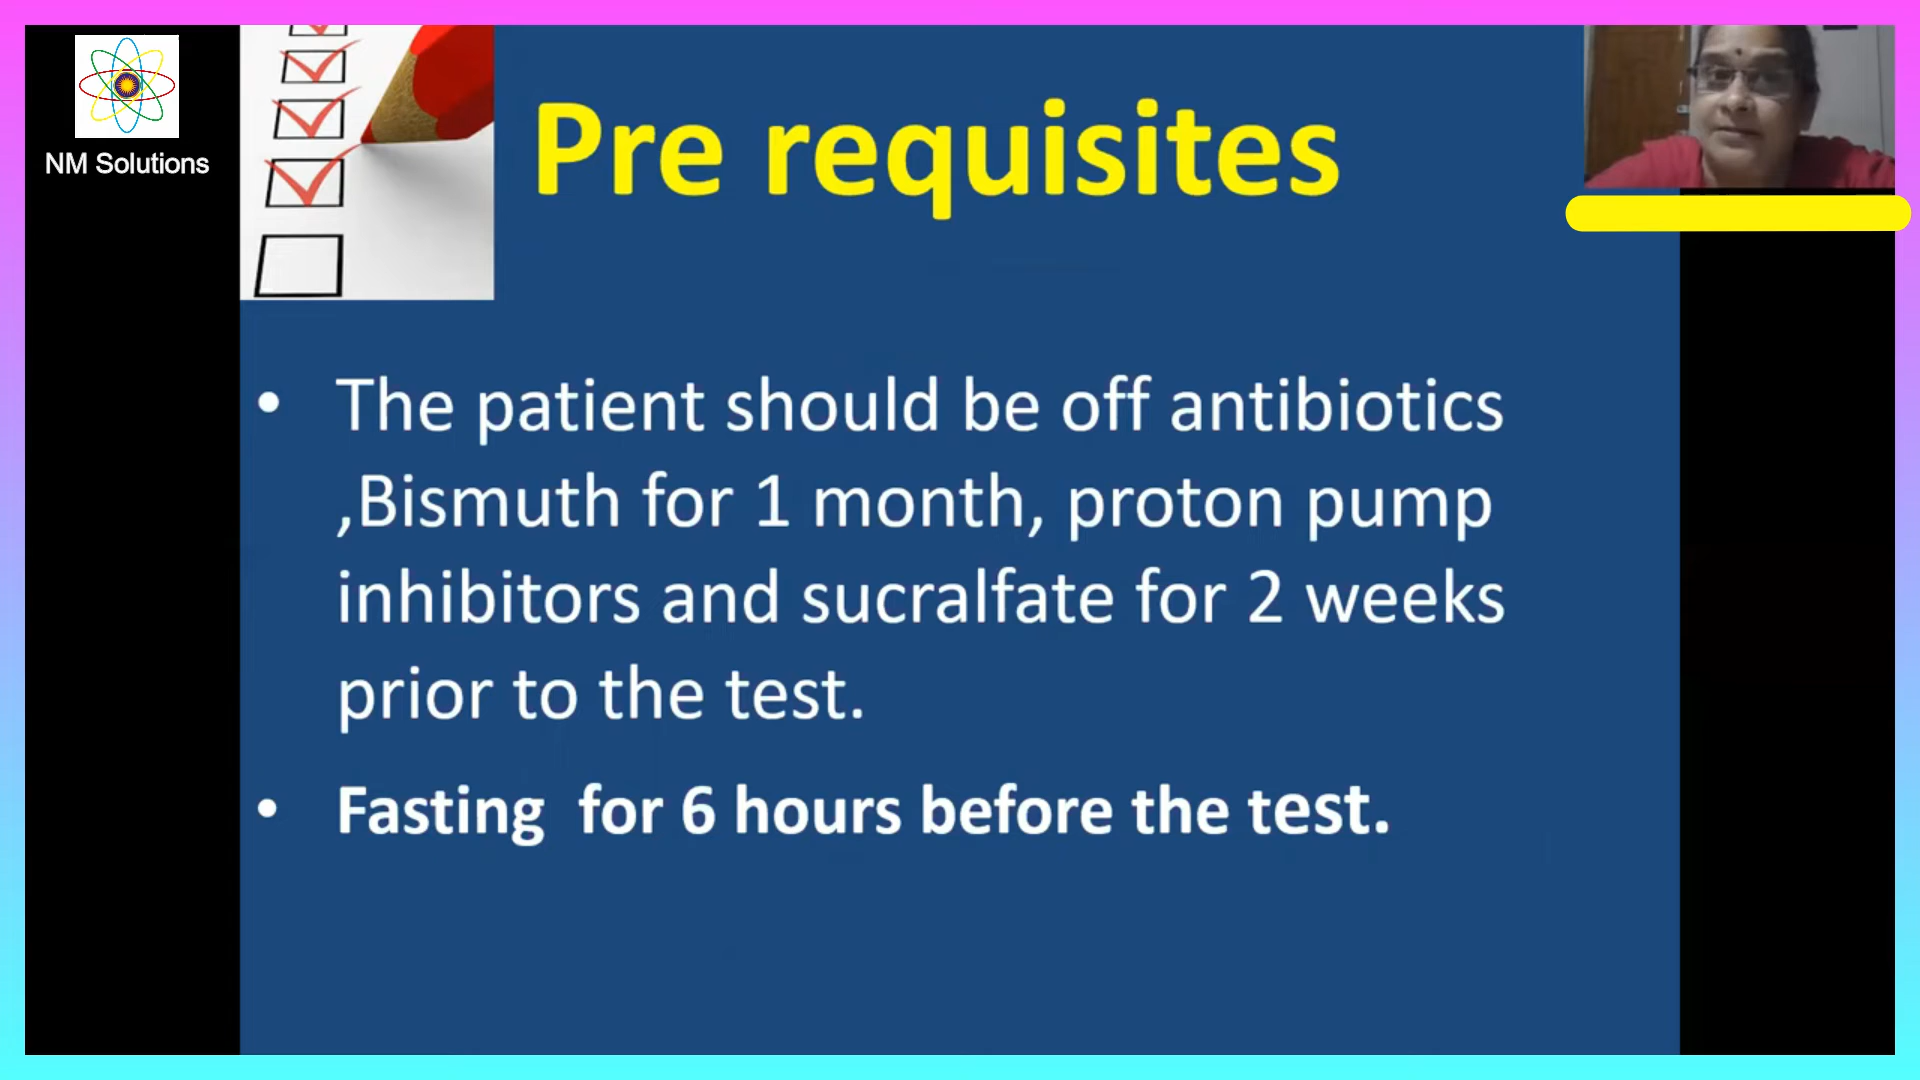 NM Solutions
Pre requisites
• The patient should be off antibiotics
,Bismuth for 1 month, proton pump
inhibitors and sucralfate for 2 weeks
prior to the test.
• Fasting  for 6 hours before the test.